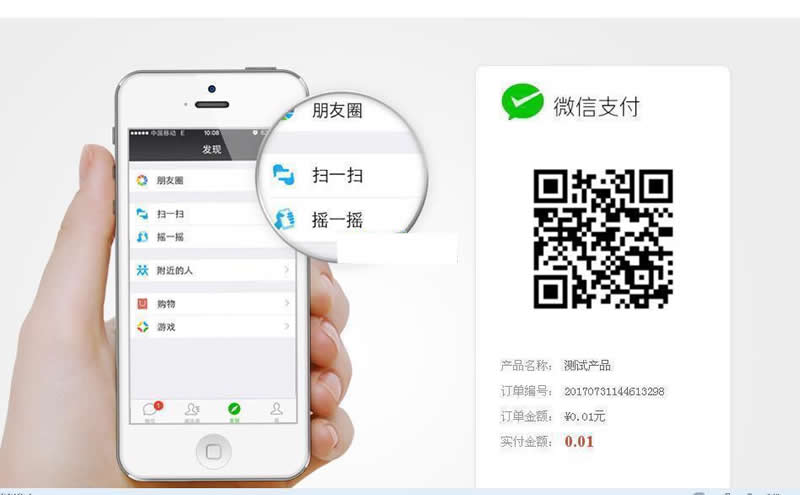 中国移动 E 10:08
发现
朋友圈
扫一扫
摇一摇
附近的人
购物
游戏
1
朋友圈
扫一扫
摇一摇
微信支付
产品名称: 测试产品
订单编号: 20170731144613298
订单金额: ¥0.01元
实付金额: 0.01